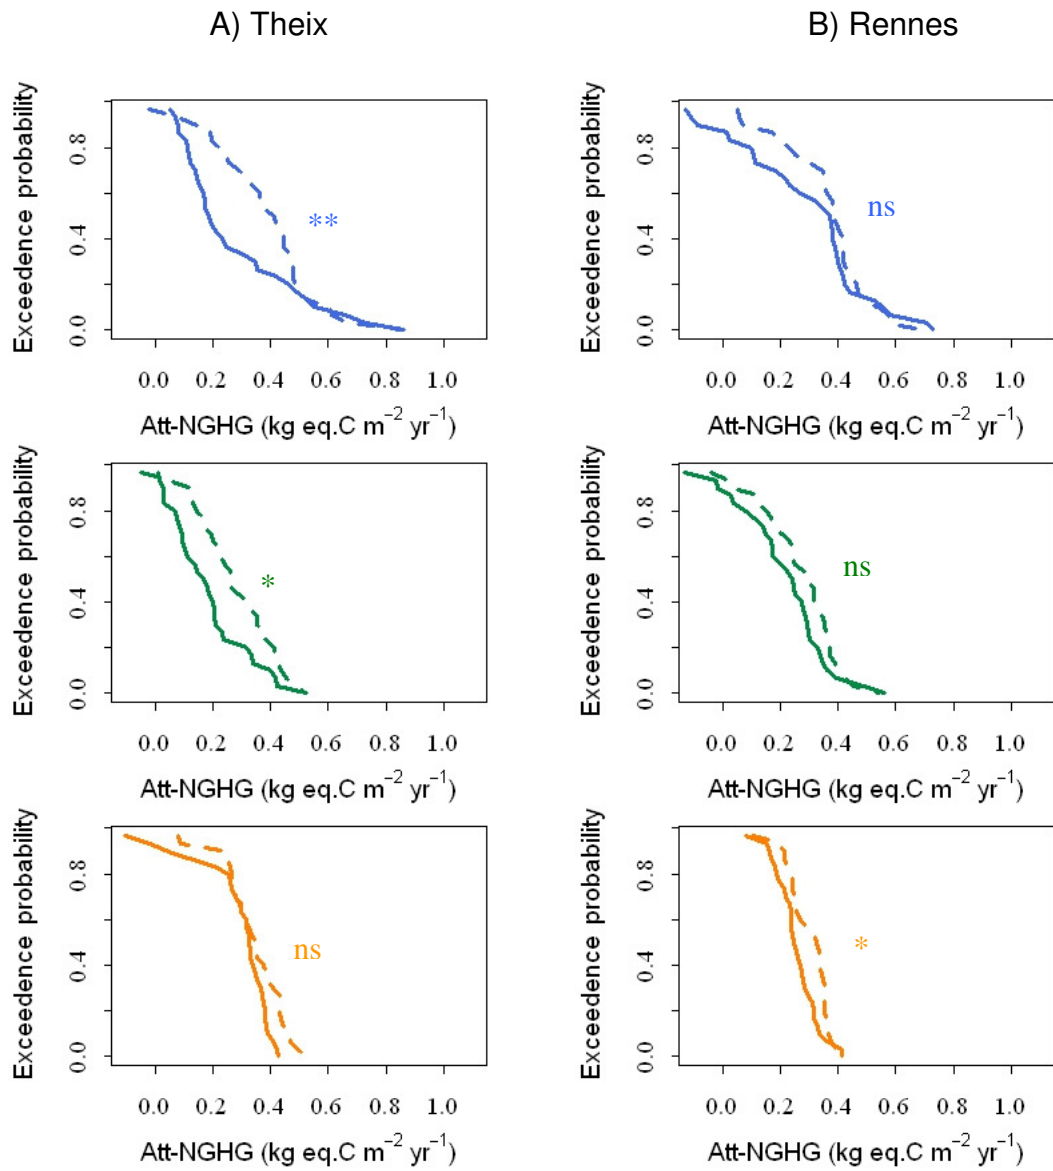 A) Theix
B) Rennes
Exceedence probability
0.0 0.4 0.8
**
0.0 0.2 0.4 0.6 0.8 1.0
Att-NGHG (kg eq.C m⁻² yr⁻¹)
Exceedence probability
0.0 0.4 0.8
ns
0.0 0.2 0.4 0.6 0.8 1.0
Att-NGHG (kg eq.C m⁻² yr⁻¹)
Exceedence probability
0.0 0.4 0.8
*
0.0 0.2 0.4 0.6 0.8 1.0
Att-NGHG (kg eq.C m⁻² yr⁻¹)
Exceedence probability
0.0 0.4 0.8
ns
0.0 0.2 0.4 0.6 0.8 1.0
Att-NGHG (kg eq.C m⁻² yr⁻¹)
Exceedence probability
0.0 0.4 0.8
ns
0.0 0.2 0.4 0.6 0.8 1.0
Att-NGHG (kg eq.C m⁻² yr⁻¹)
Exceedence probability
0.0 0.4 0.8
*
0.0 0.2 0.4 0.6 0.8 1.0
Att-NGHG (kg eq.C m⁻² yr⁻¹)